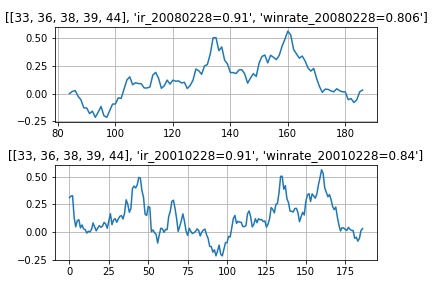 [[33, 36, 38, 39, 44], 'ir_20080228=0.91', 'winrate_20080228=0.806']
0.50
0.25
0.00
−0.25
80 100 120 140 160 180
[[33, 36, 38, 39, 44], 'ir_20010228=0.91', 'winrate_20010228=0.84']
0.50
0.25
0.00
−0.25
0 25 50 75 100 125 150 175